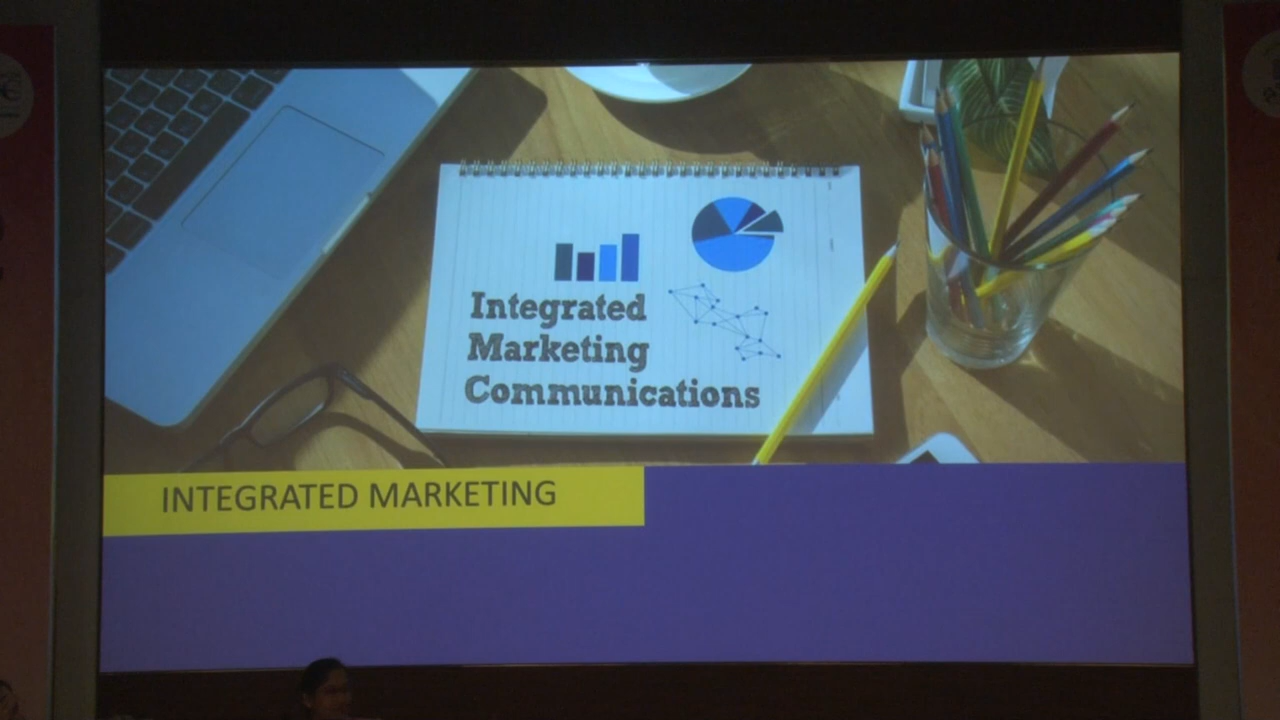 Integrated
Marketing
Communications
INTEGRATED MARKETING